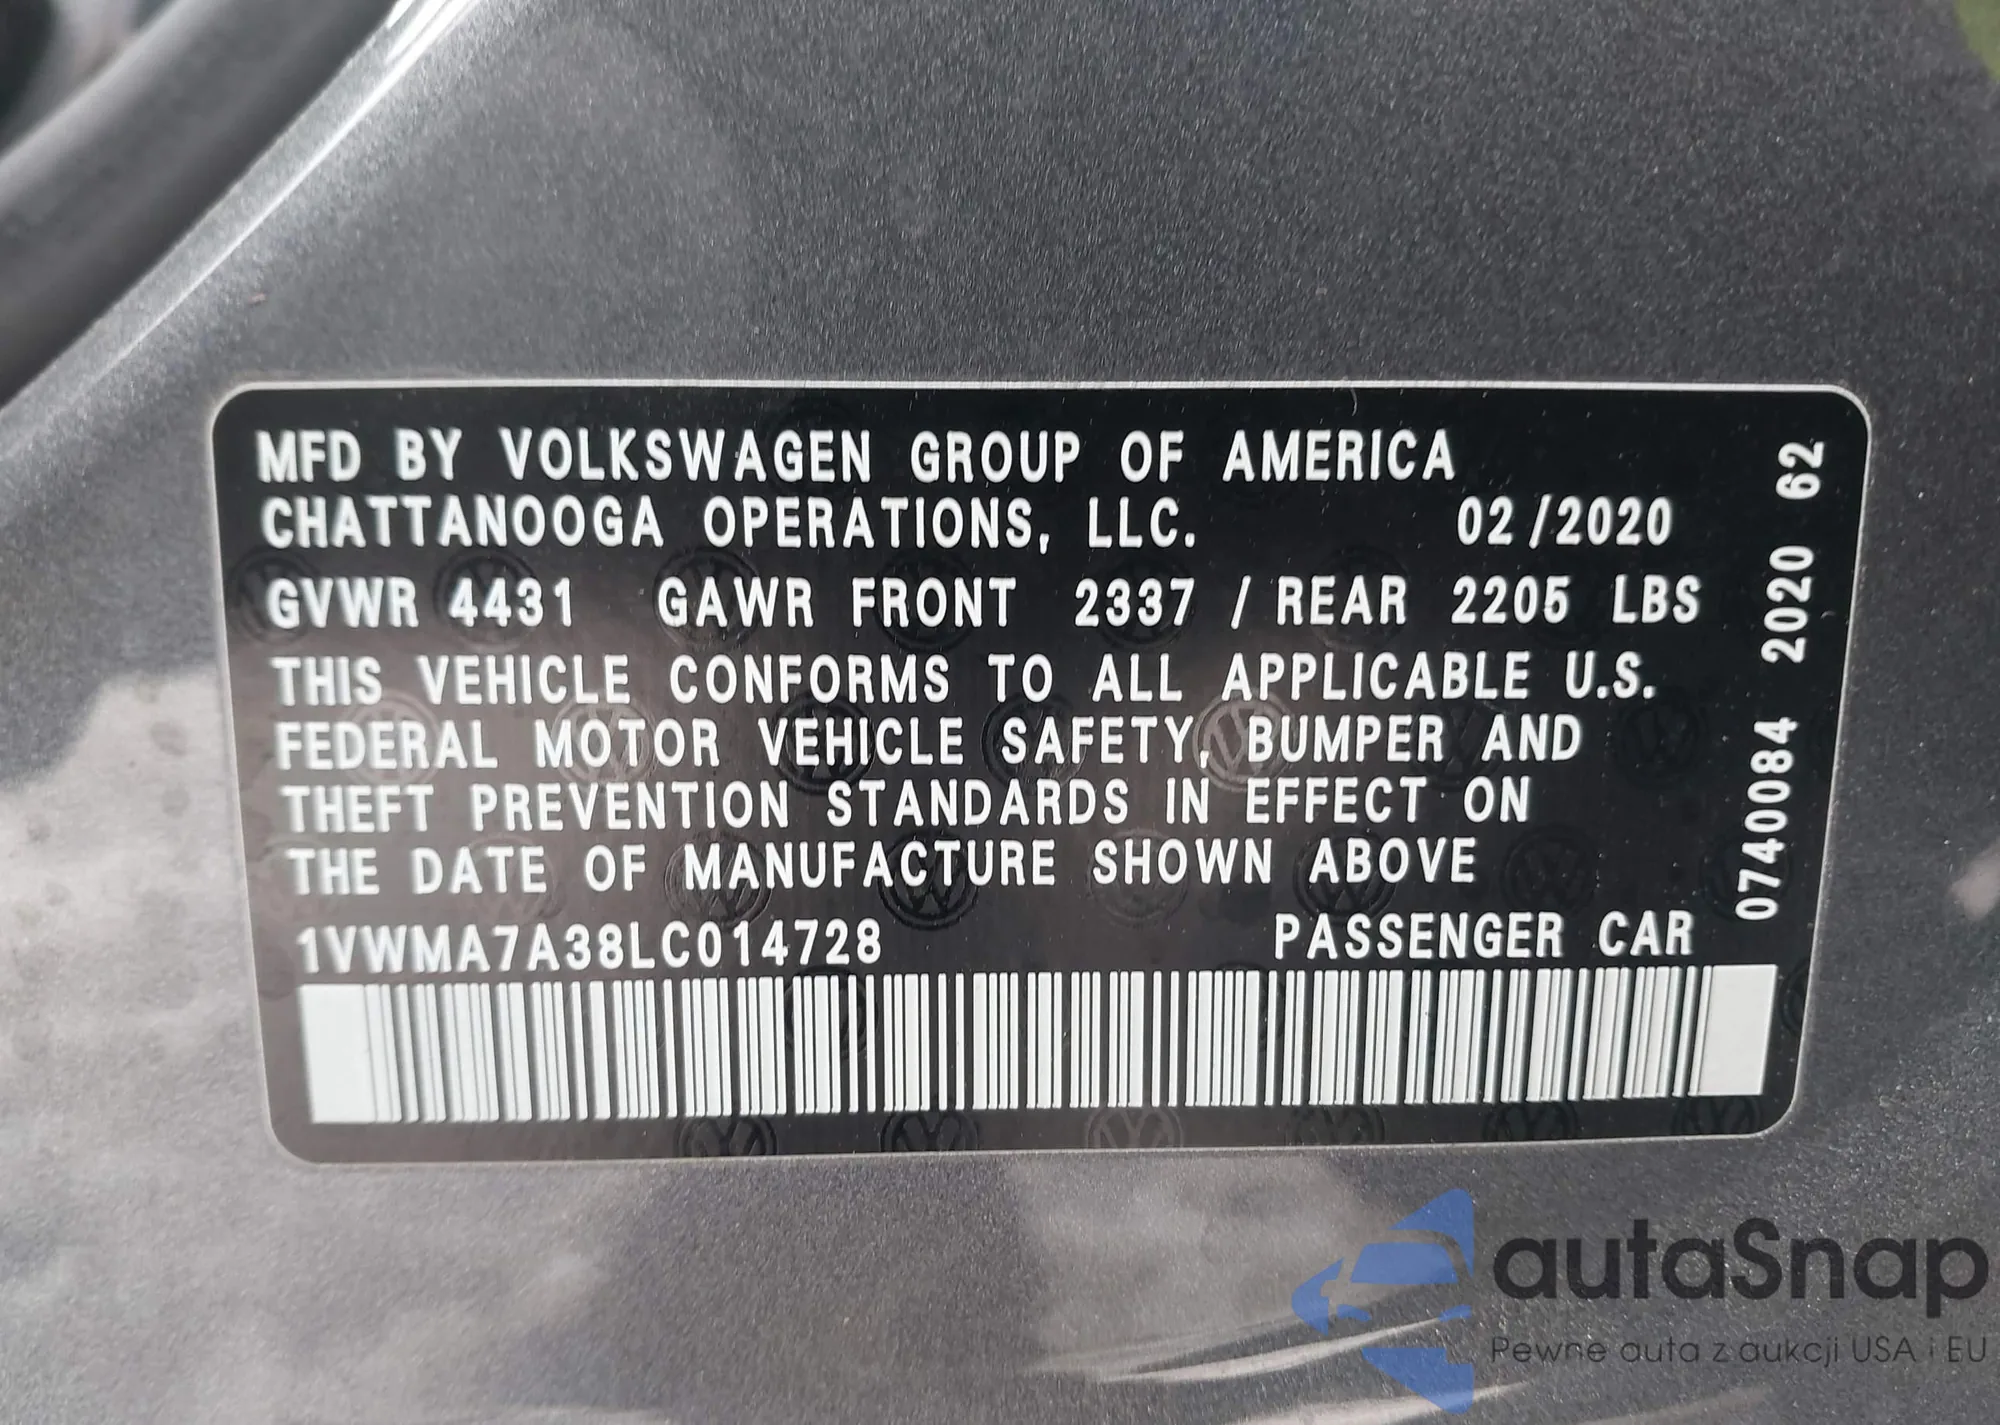 MFD BY VOLKSWAGEN GROUP OF AMERICA
CHATTANOOGA OPERATIONS, LLC. 02/2020
GVWR 4431 GAWR FRONT 2337 / REAR 2205 LBS
THIS VEHICLE CONFORMS TO ALL APPLICABLE U.S.
FEDERAL MOTOR VEHICLE SAFETY, BUMPER AND
THEFT PREVENTION STANDARDS IN EFFECT ON
THE DATE OF MANUFACTURE SHOWN ABOVE
1VWMA7A38LC014728 PASSENGER CAR
0740084 2020 62
autaSnap
Pewne auta z aukcji USA i EU